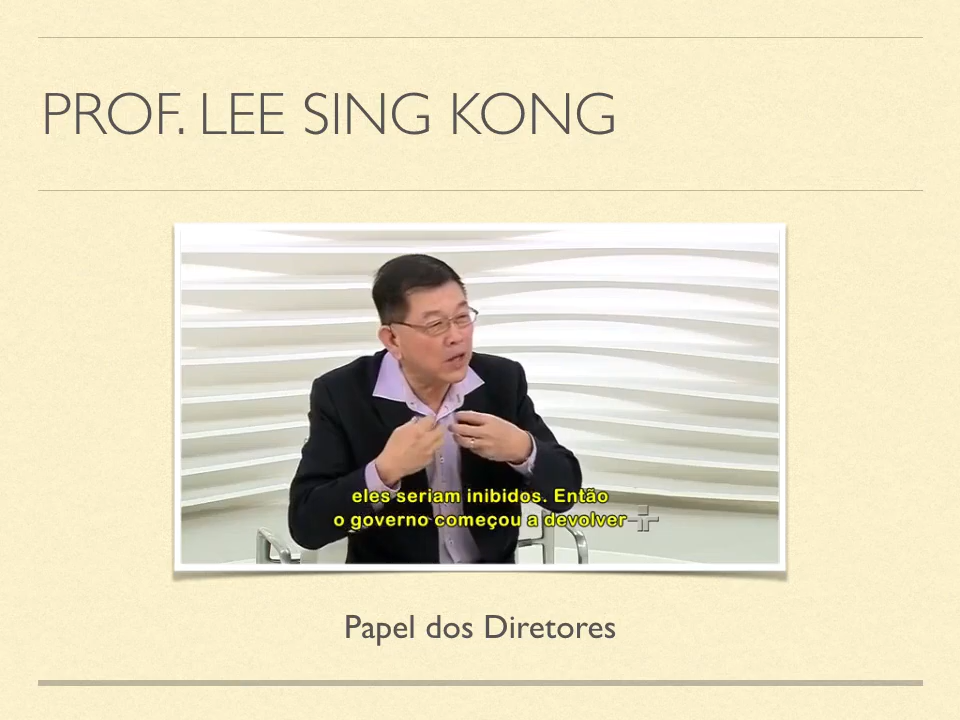 PROF. LEE SING KONG
eles seriam inibidos. Então
o governo começou a devolver
Papel dos Diretores